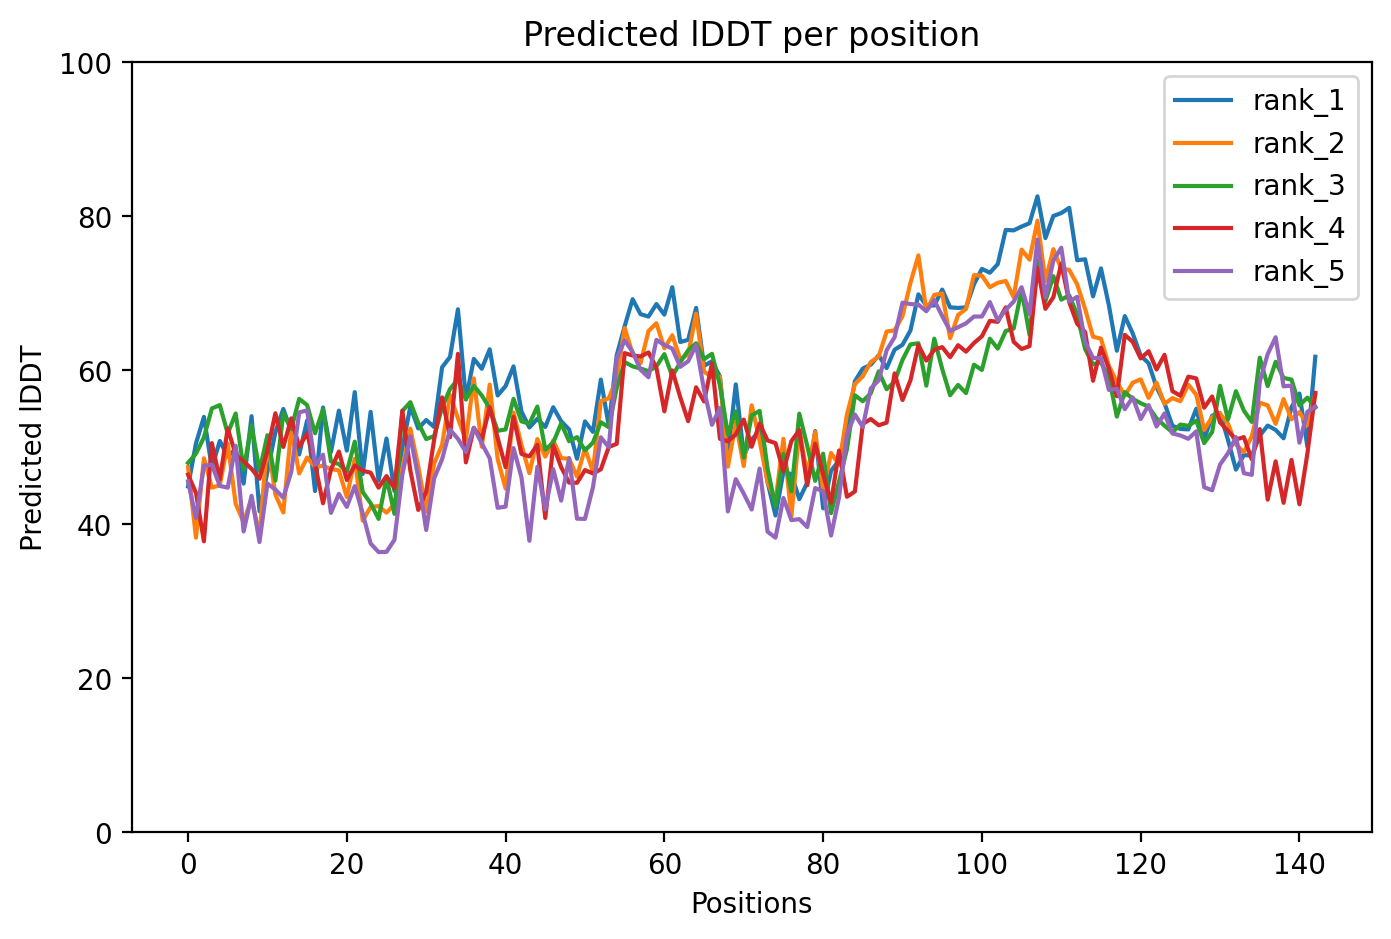 Predicted lDDT per position
100
80
60
40
20
0
Predicted lDDT
0 20 40 60 80 100 120 140
Positions
rank_1
rank_2
rank_3
rank_4
rank_5